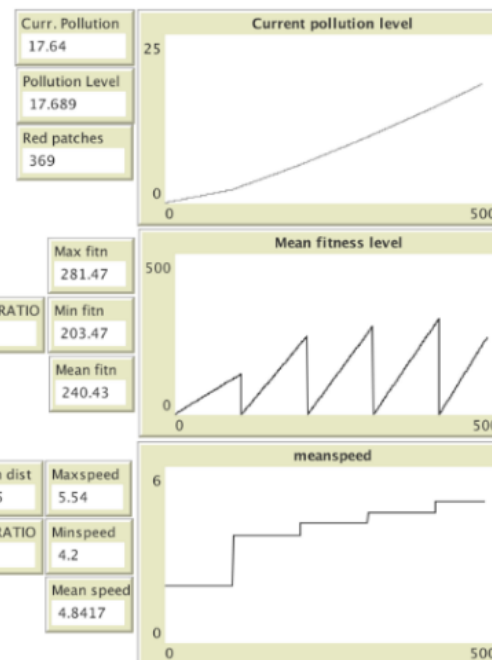 Curr. Pollution
17.64
Pollution Level
17.689
Red patches
369
Current pollution level
25
0
0
500
Max fitn
281.47
RATIO
Min fitn
203.47
Mean fitn
240.43
Mean fitness level
500
0
0
dist
Maxspeed
5.54
RATIO
Minspeed
4.2
Mean speed
4.8417
meanspeed
6
0
0
500